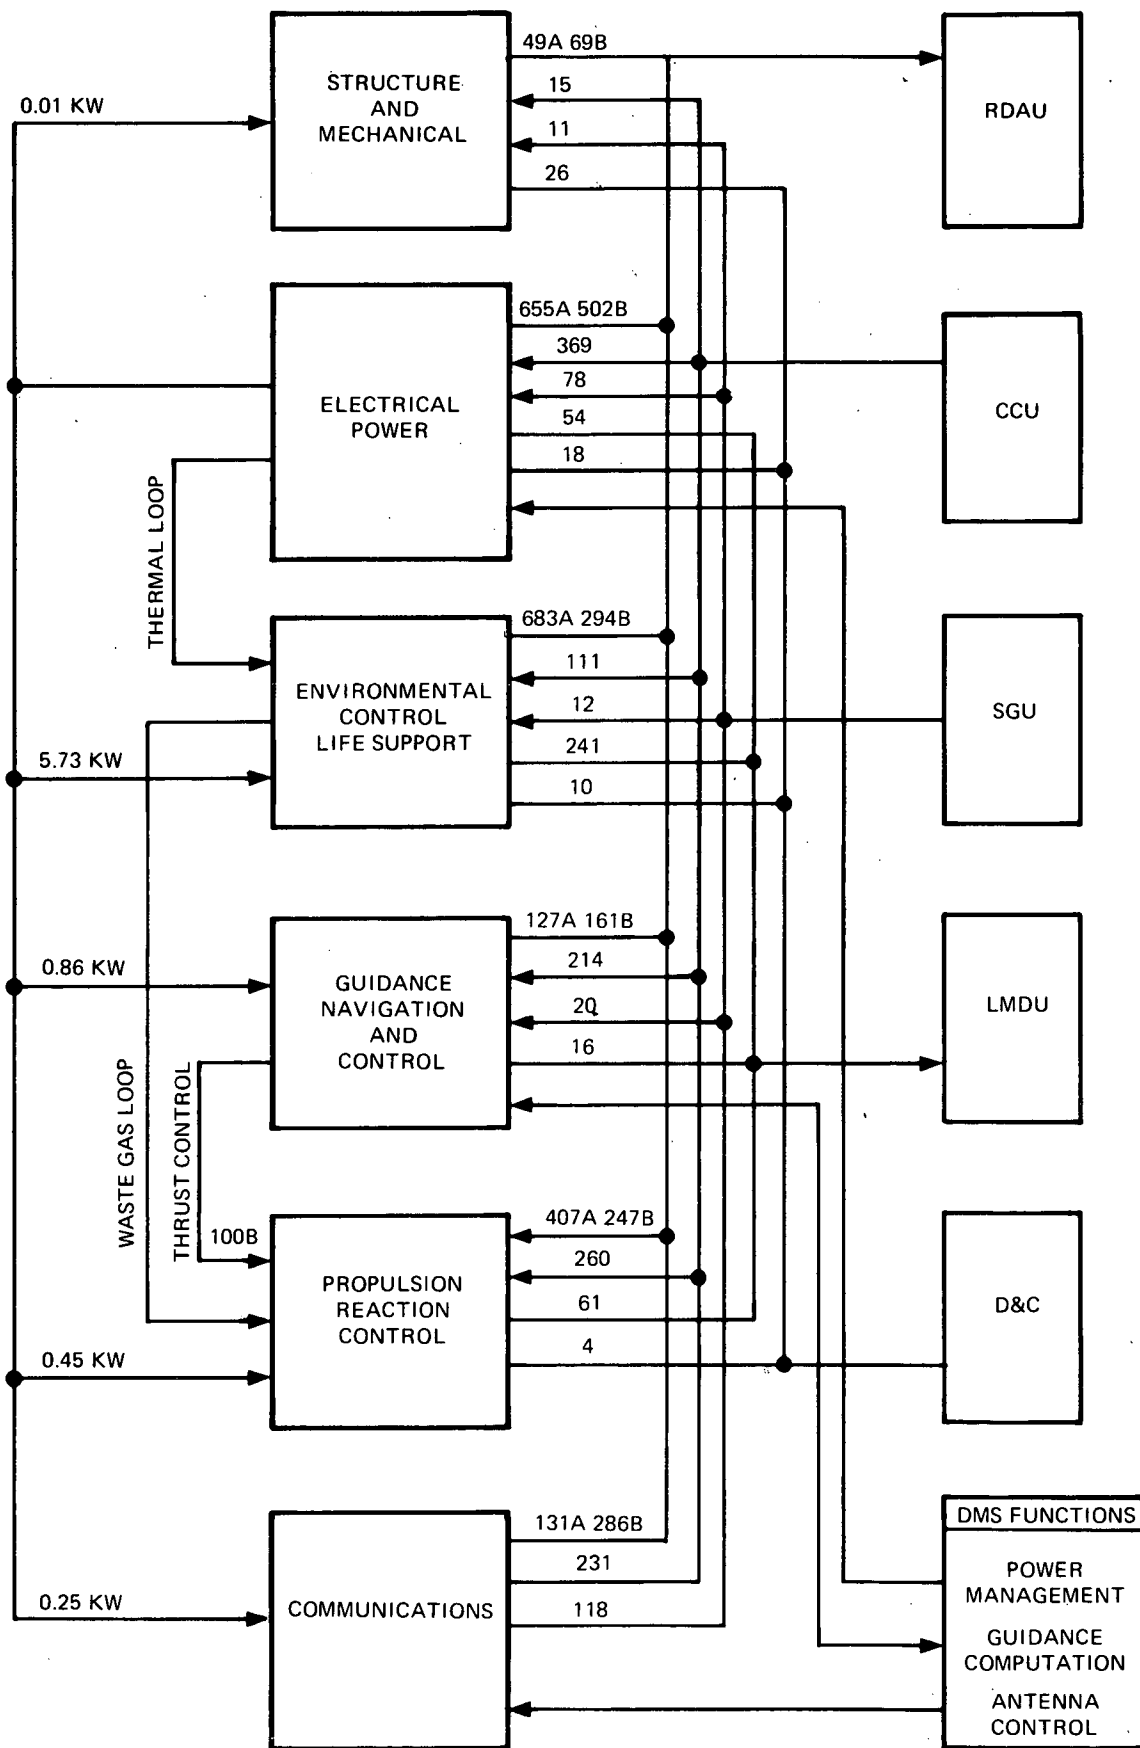 49A 69B
STRUCTURE
AND
MECHANICAL
15
11
26
0.01 KW
RDAU
655A 502B
369
78
54
18
ELECTRICAL
POWER
CCU
THERMAL LOOP
683A 294B
111
12
241
10
ENVIRONMENTAL
CONTROL
LIFE SUPPORT
5.73 KW
SGU
127A 161B
214
20
16
GUIDANCE
NAVIGATION
AND
CONTROL
0.86 KW
LMDU
WASTE GAS LOOP
THRUST CONTROL
100B
407A 247B
260
61
4
PROPULSION
REACTION
CONTROL
0.45 KW
D&C
131A 286B
231
118
COMMUNICATIONS
0.25 KW
DMS FUNCTIONS
POWER
MANAGEMENT
GUIDANCE
COMPUTATION
ANTENNA
CONTROL